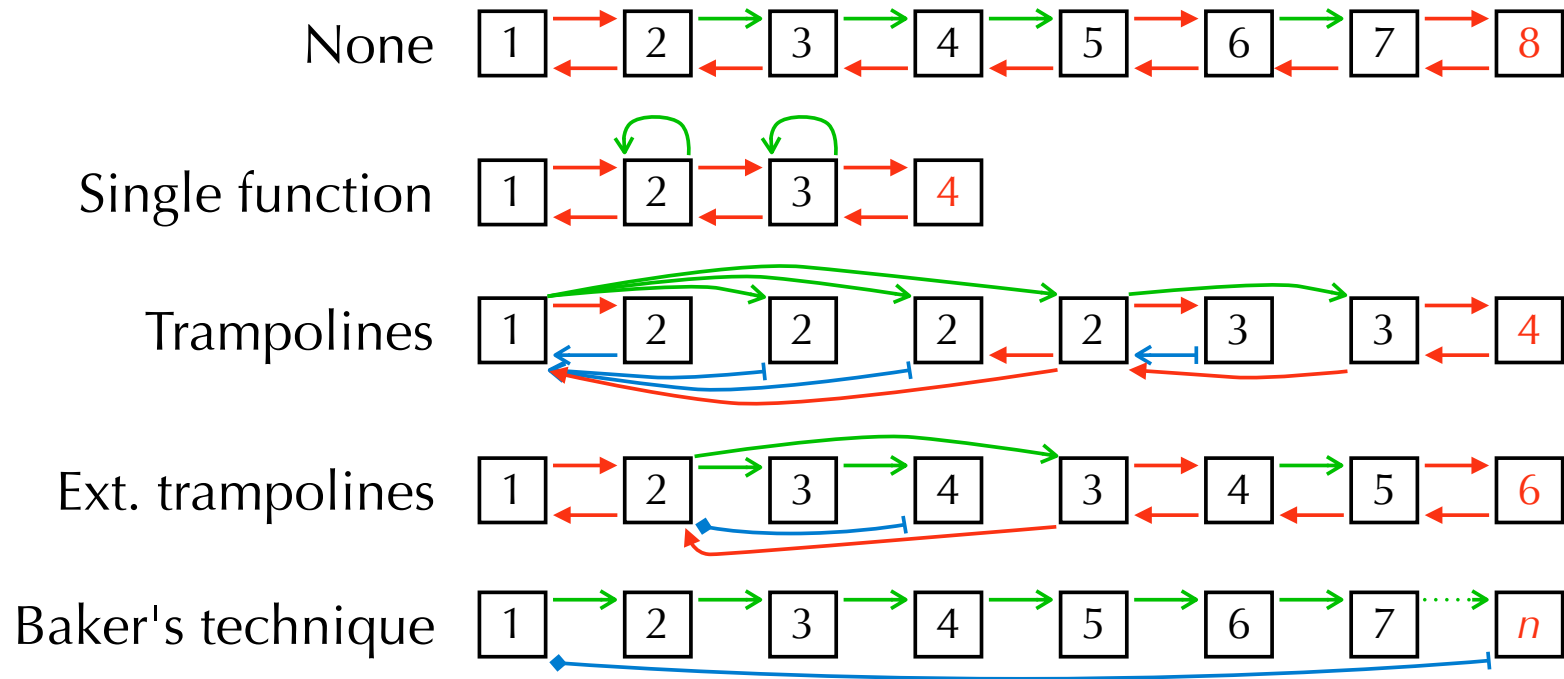 None 1 2 3 4 5 6 7 8
Single function 1 2 3 4
Trampolines 1 2 2 2 2 3 3 4
Ext. trampolines 1 2 3 4 3 4 5 6
Baker's technique 1 2 3 4 5 6 7 n